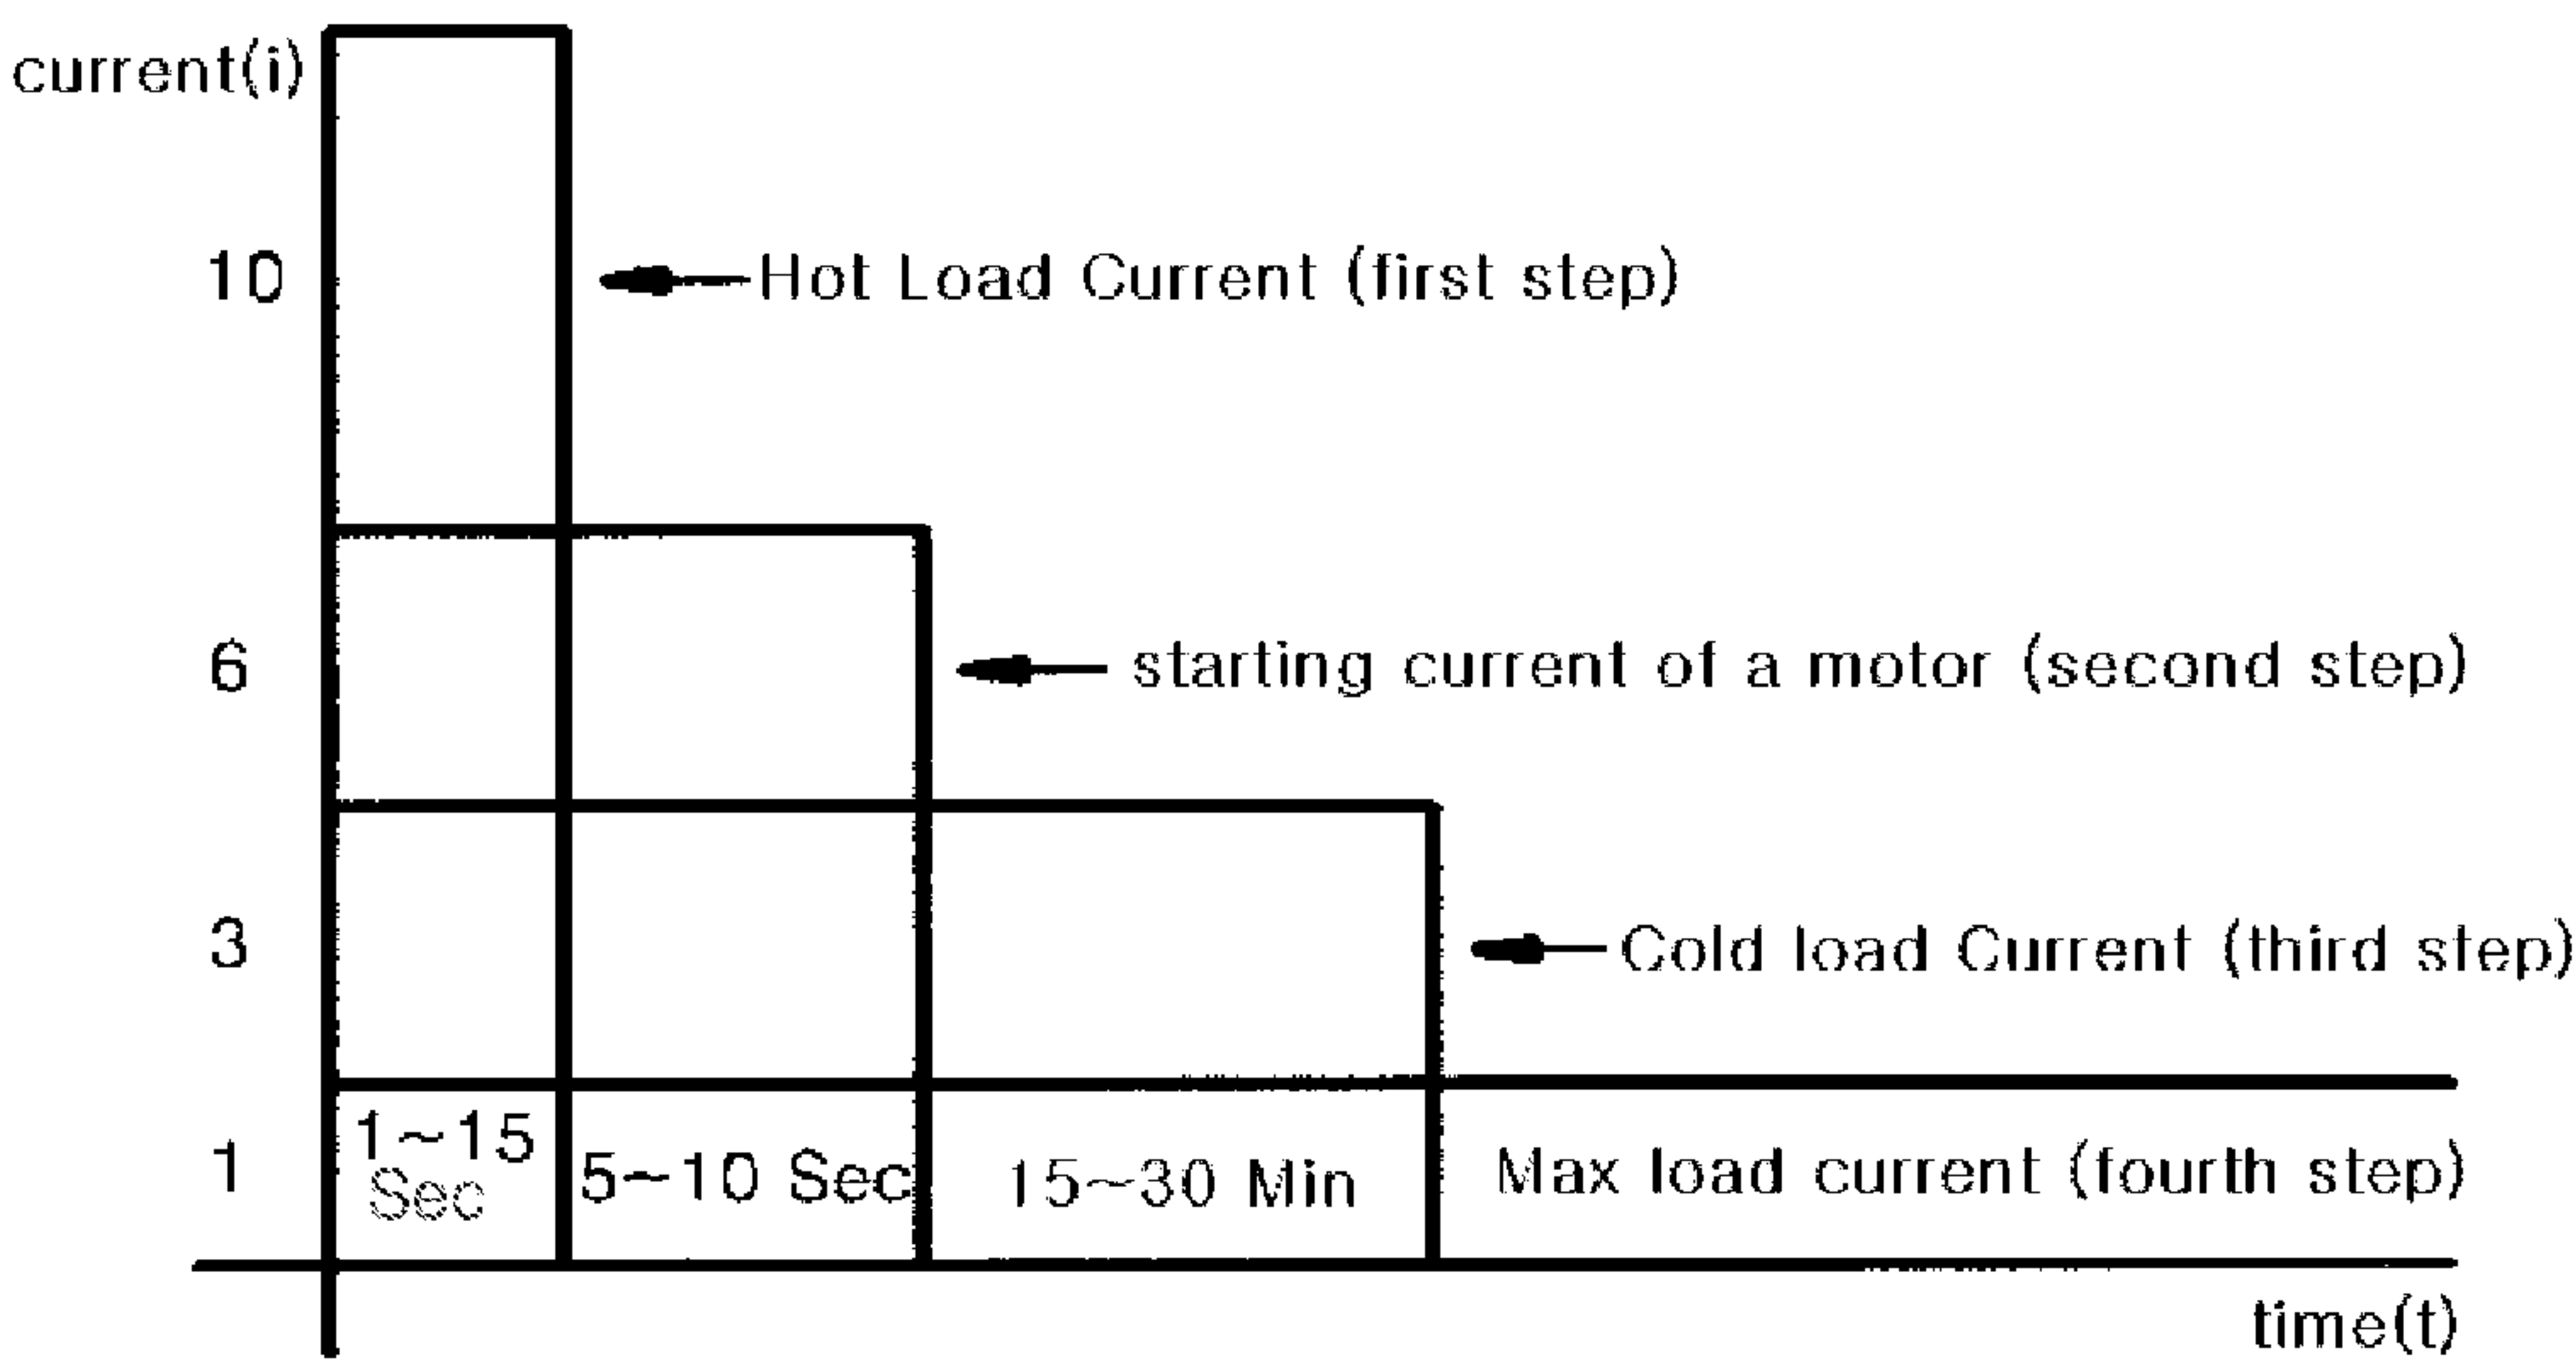 current(i)
10
Hot Load Current (first step)
6
starting current of a motor (second step)
3
Cold load Current (third step)
1
1~15
Sec
5~10 Sec
15~30 Min
Max load current (fourth step)
time(t)